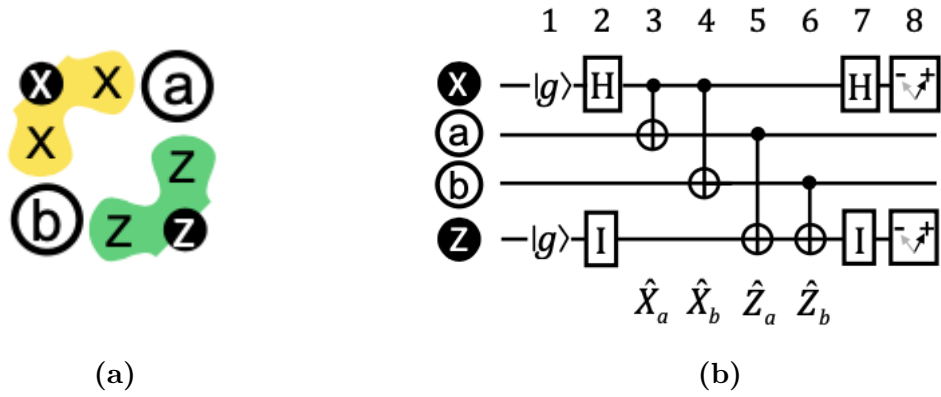 1 2 3 4 5 6 7 8
X X a
X
Z
b Z Z
X |g⟩ H H - +
a
b
Z |g⟩ I I - +
X̂a X̂b Ẑa Ẑb
(a) (b)